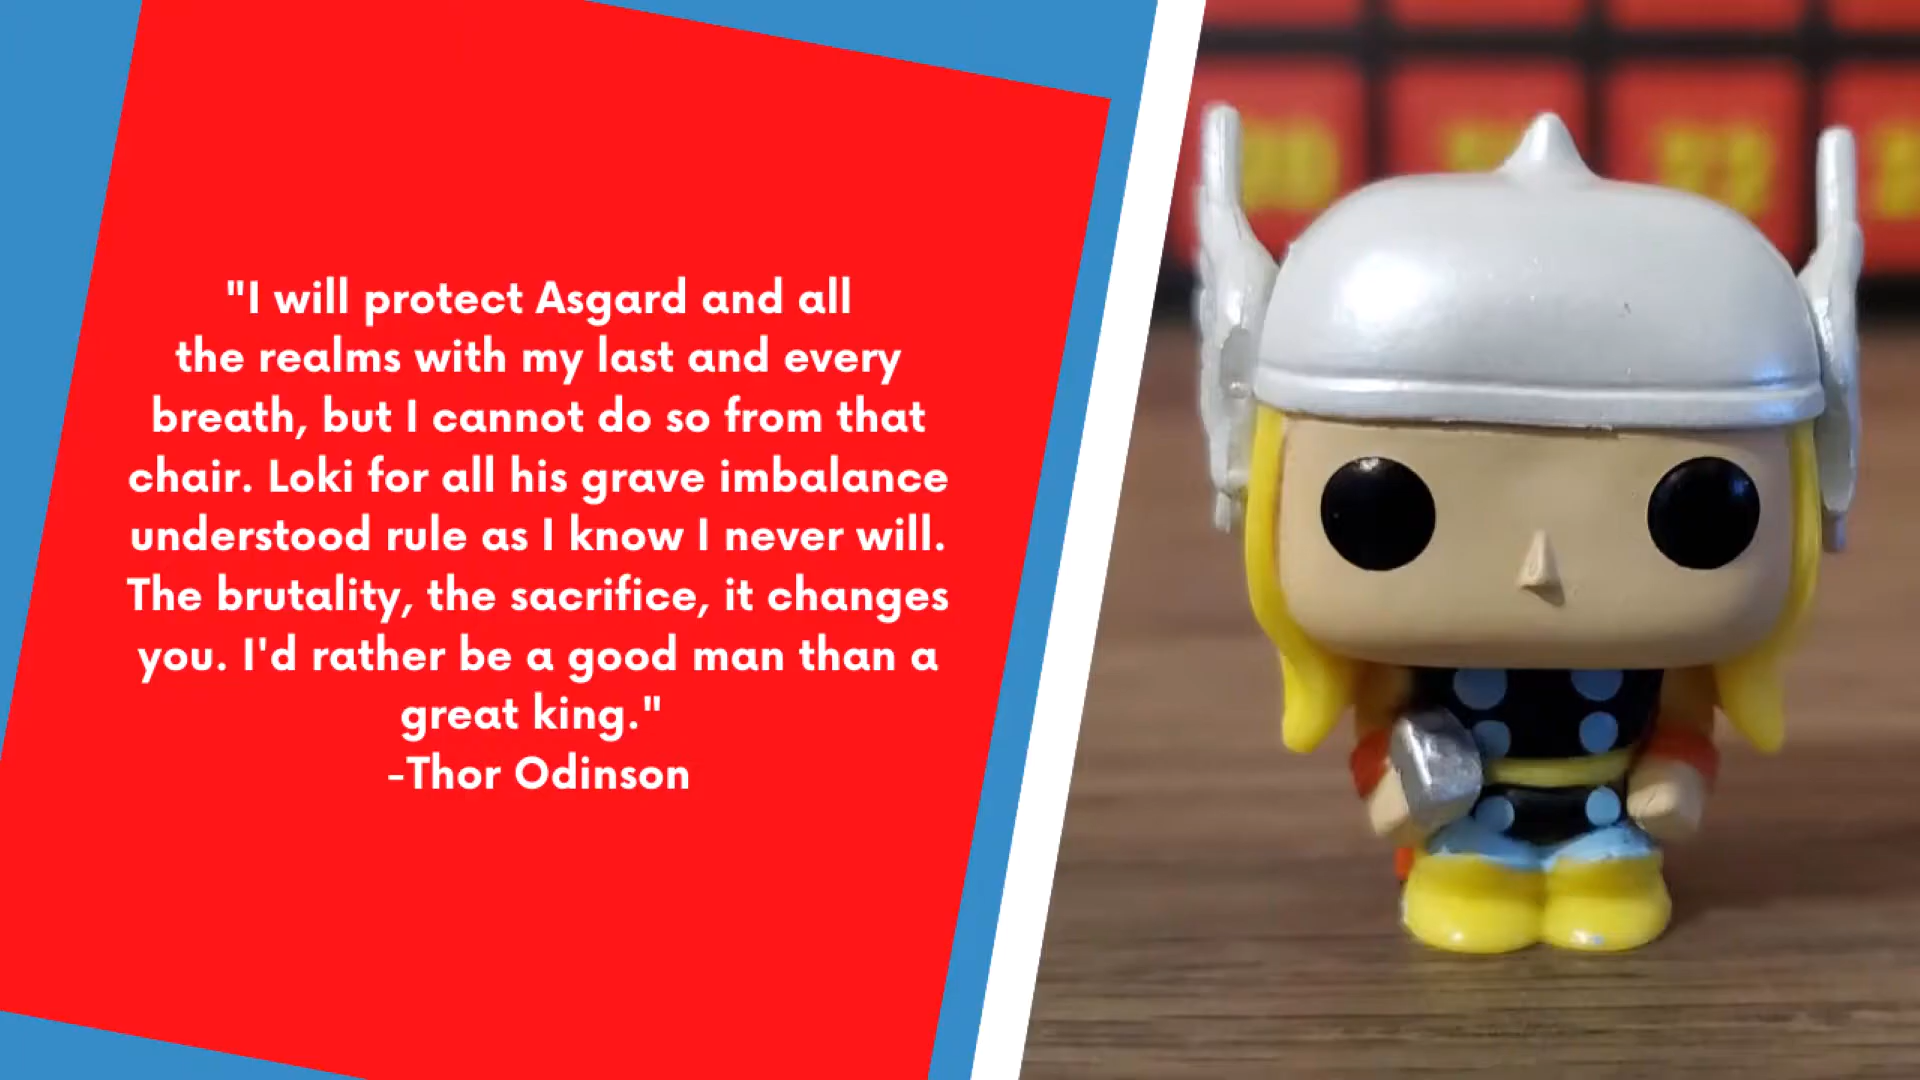 "I will protect Asgard and all
the realms with my last and every
breath, but I cannot do so from that
chair. Loki for all his grave imbalance
understood rule as I know I never will.
The brutality, the sacrifice, it changes
you. I'd rather be a good man than a
great king."
-Thor Odinson